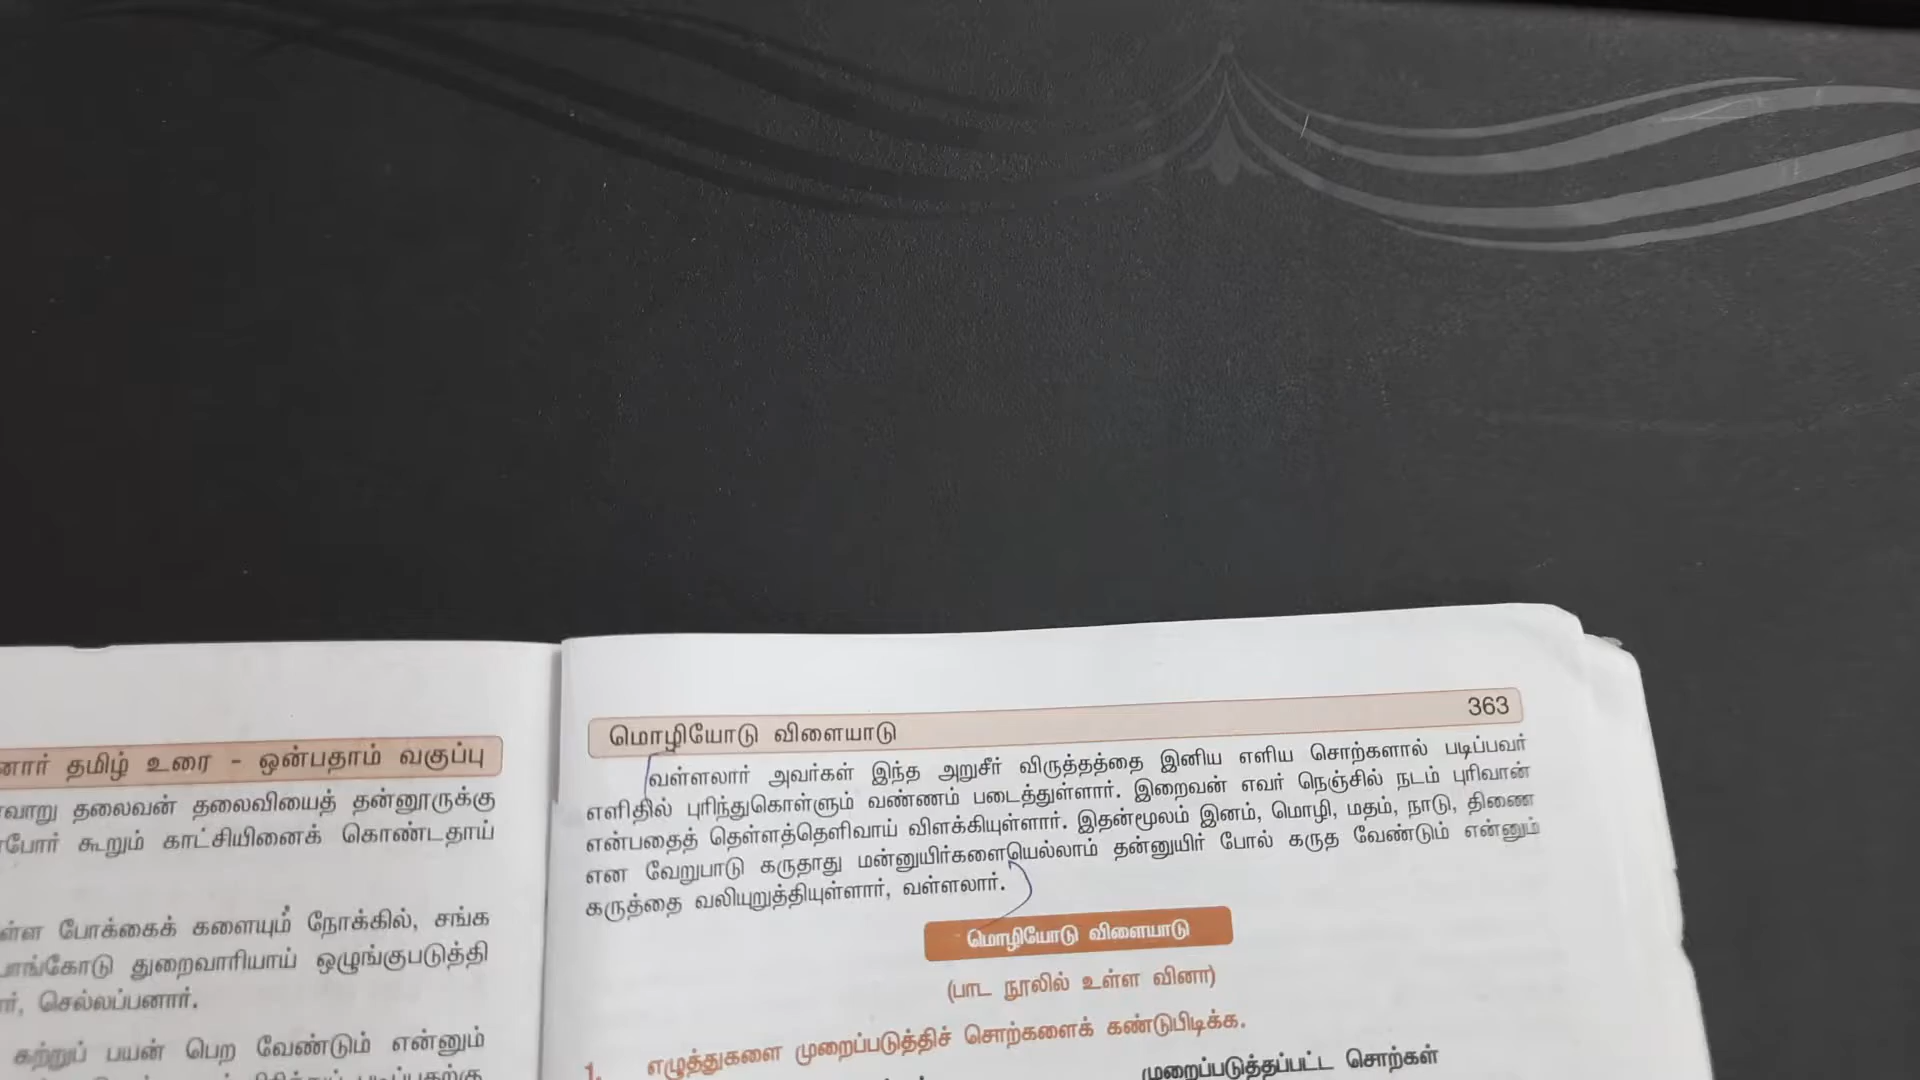 தமிழ் உரை - ஒன்பதாம் வகுப்பு
தலைவன் தலைவியைத் தன்னூருக்கு
கூறும் காட்சியினைக் கொண்டதாய்
போக்கைக் களையும் நோக்கில், சங்க
துறைவாரியாய் ஒழுங்குபடுத்தி
செல்லப்பனார்.
கற்றுப் பயன் பெற வேண்டும் என்னும்
மொழியோடு விளையாடு 363
வள்ளலார் அவர்கள் இந்த அறுசீர் விருத்தத்தை இனிய எளிய சொற்களால் படிப்பவர்
எளிதில் புரிந்துகொள்ளும் வண்ணம் படைத்துள்ளார். இறைவன் எவர் நெஞ்சில் நடம் புரிவான்
என்பதைத் தெள்ளத்தெளிவாய் விளக்கியுள்ளார். இதன்மூலம் இனம், மொழி, மதம், நாடு, திணை
என வேறுபாடு கருதாது மன்னுயிர்களையெல்லாம் தன்னுயிர் போல் கருத வேண்டும் என்னும்
கருத்தை வலியுறுத்தியுள்ளார், வள்ளலார்.
மொழியோடு விளையாடு
(பாட நூலில் உள்ள வினா)
1. எழுத்துகளை முறைப்படுத்திச் சொற்களைக் கண்டுபிடிக்க.
முறைப்படுத்தப்பட்ட சொற்கள்